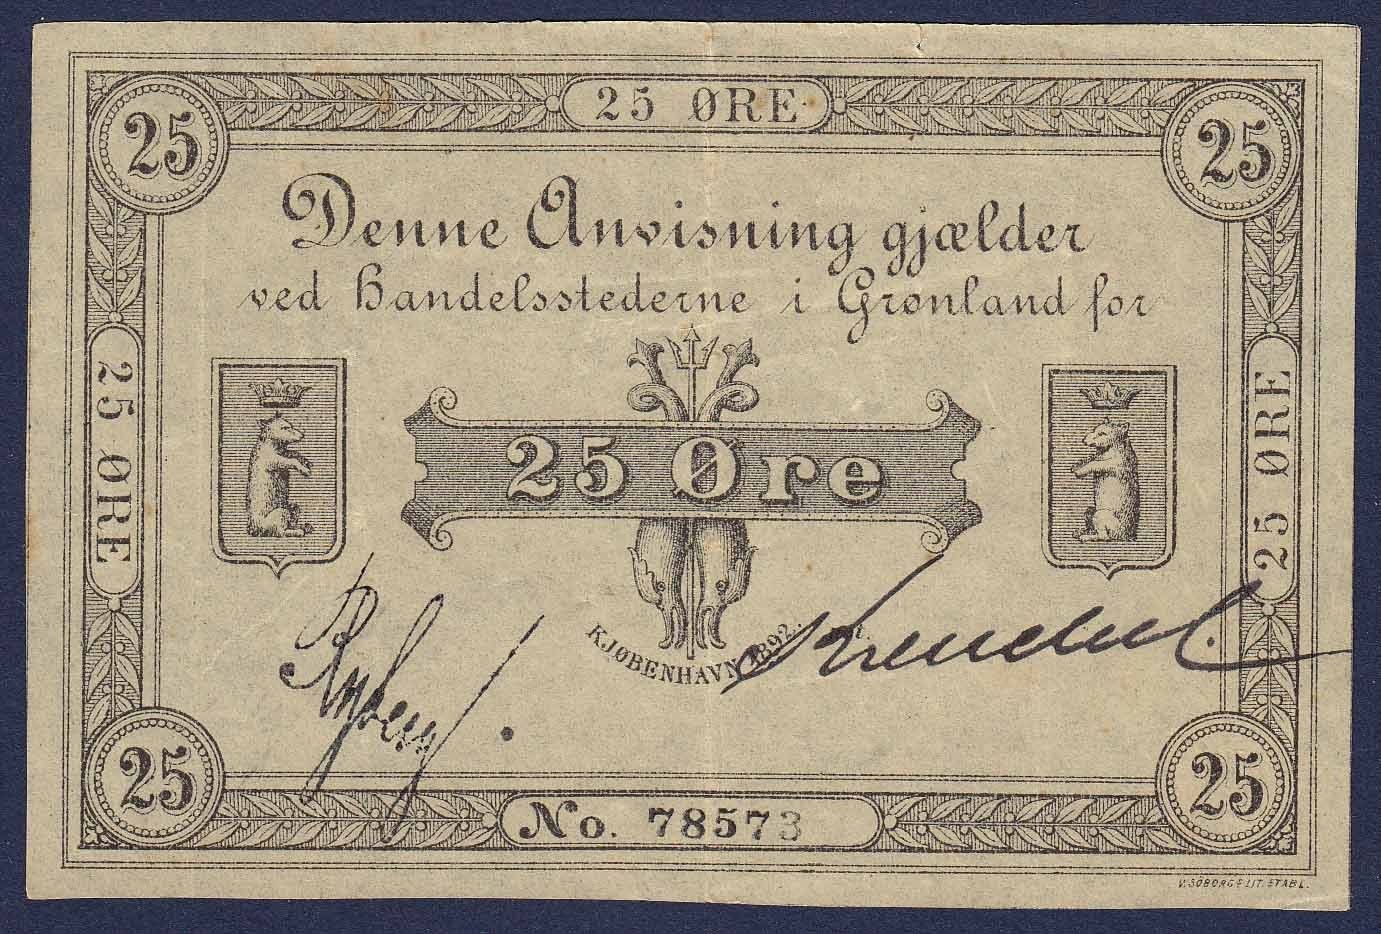 25 ØRE
25
25
Denne Anvisning gjælder
ved Handelsstederne i Grønland for
25 ØRE
25 Øre
25 ØRE
KJØBENHAVN 1892.
25
No. 78573
25
V. SÖBORGS LIT. ETABL.